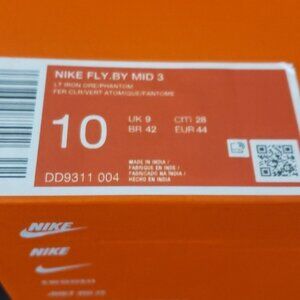 NIKE FLY.BY MID 3
LT IRON ORE/PHANTOM
FER CLR/VERT ATOMIQUE/FANTOME
10
UK 9
CM 28
BR 42
EUR 44
DD9311 004
MADE IN INDIA /
FABRIQUE EN INDE /
FABRICADO NA INDIA /
HECHO EN INDIA
NIKE
NIKE